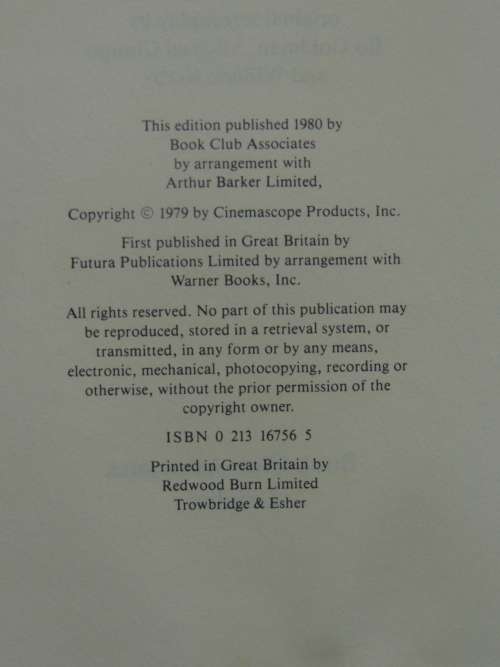 This edition published 1980 by
Book Club Associates
by arrangement with
Arthur Barker Limited,
Copyright © 1979 by Cinemascope Products, Inc.
First published in Great Britain by
Futura Publications Limited by arrangement with
Warner Books, Inc.
All rights reserved. No part of this publication may
be reproduced, stored in a retrieval system, or
transmitted, in any form or by any means,
electronic, mechanical, photocopying, recording or
otherwise, without the prior permission of the
copyright owner.
ISBN 0 213 16756 5
Printed in Great Britain by
Redwood Burn Limited
Trowbridge & Esher